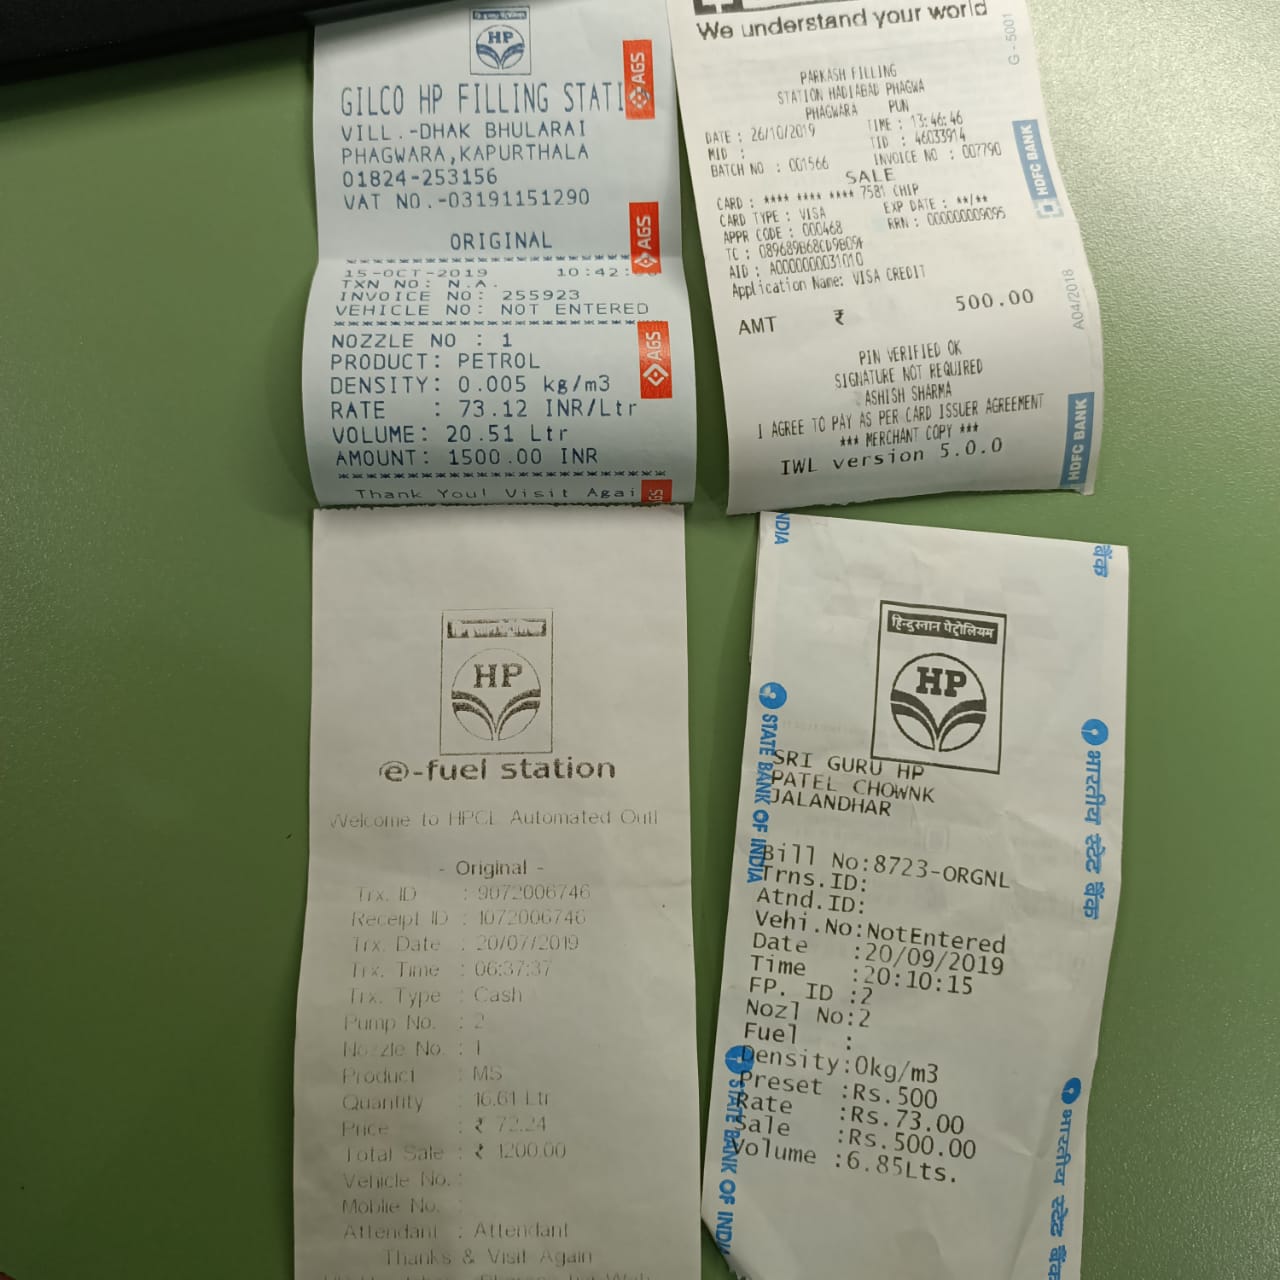 HP
GILCO HP FILLING STATI
VILL.-DHAK BHULARAI
PHAGWARA,KAPURTHALA
01824-253156
VAT NO.-03191151290
ORIGINAL
15-OCT-2019 10:42:
TXN NO: N.A.
INVOICE NO: 255923
VEHICLE NO: NOT ENTERED
NOZZLE NO : 1
PRODUCT: PETROL
DENSITY: 0.005 kg/m3
RATE : 73.12 INR/Ltr
VOLUME: 20.51 Ltr
AMOUNT: 1500.00 INR
Thank You! Visit Agai
AGS
AGS
AGS
GS
We understand your world
PARKASH FILLING
STATION HADIABAD PHAGWA
PHAGWARA PUN
DATE : 26/10/2019 TIME : 13:46:46
MID : TID : 46033914
BATCH NO : 001566 INVOICE NO : 007790
SALE
CARD : **** **** **** 7581 CHIP
CARD TYPE : VISA EXP DATE : **/**
APPR CODE : 000468 RRN : 000000009095
TC : 089689B68CD9B09F
AID : A0000000031010
Application Name: VISA CREDIT
AMT ₹ 500.00
PIN VERIFIED OK
SIGNATURE NOT REQUIRED
ASHISH SHARMA
I AGREE TO PAY AS PER CARD ISSUER AGREEMENT
*** MERCHANT COPY ***
IWL version 5.0.0
G - 5001
HDFC BANK
A04/2018
HDFC BANK
HP
e-fuel station
Welcome to HPCL Automated Outl
- Original -
Trx. ID : 9072006746
Receipt ID : 1072006746
Trx. Date : 20/07/2019
Trx. Time : 06:37:37
Trx. Type : Cash
Pump No. : 2
Nozzle No. : 1
Product : MS
Quantity : 16.61 Ltr
Price : ₹ 72.24
Total Sale : ₹ 1200.00
Vehicle No. :
Mobile No. :
Attendant : Attendant
Thanks & Visit Again
NDIA
बैंक
हिन्दुस्तान पेट्रोलियम
HP
SRI GURU HP
PATEL CHOWNK
JALANDHAR
Bill No:8723-ORGNL
Trns.ID:
Atnd.ID:
Vehi.No:NotEntered
Date :20/09/2019
Time :20:10:15
FP. ID :2
Nozl No:2
Fuel :
Density:0kg/m3
Preset :Rs.500
Rate :Rs.73.00
Sale :Rs.500.00
Volume :6.85Lts.
STATE BANK OF INDIA
STATE BANK OF INDIA
भारतीय स्टेट बैंक
भारतीय स्टेट बैंक